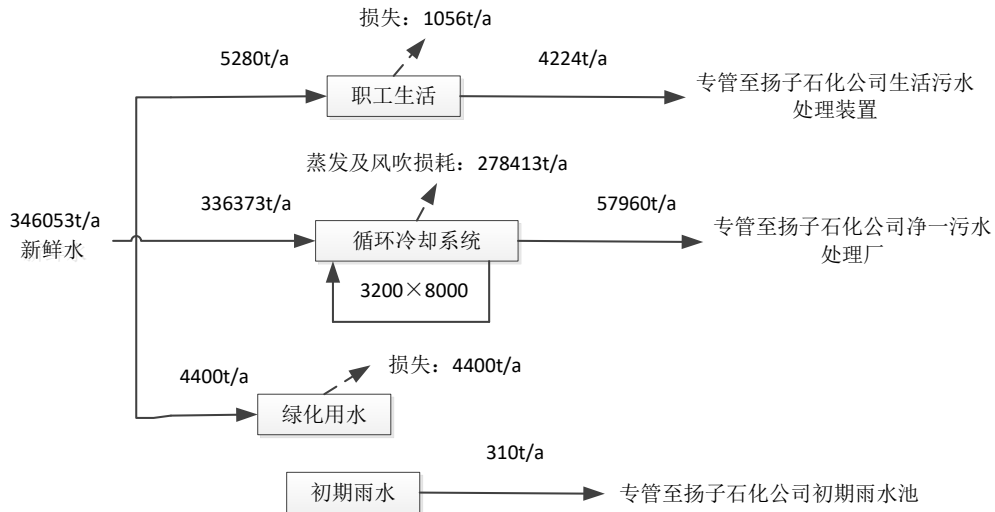 损失：1056t/a
5280t/a
4224t/a
职工生活
专管至扬子石化公司生活污水
处理装置
蒸发及风吹损耗：278413t/a
346053t/a
新鲜水
336373t/a
57960t/a
循环冷却系统
专管至扬子石化公司净一污水
处理厂
3200×8000
损失：4400t/a
4400t/a
绿化用水
310t/a
初期雨水
专管至扬子石化公司初期雨水池